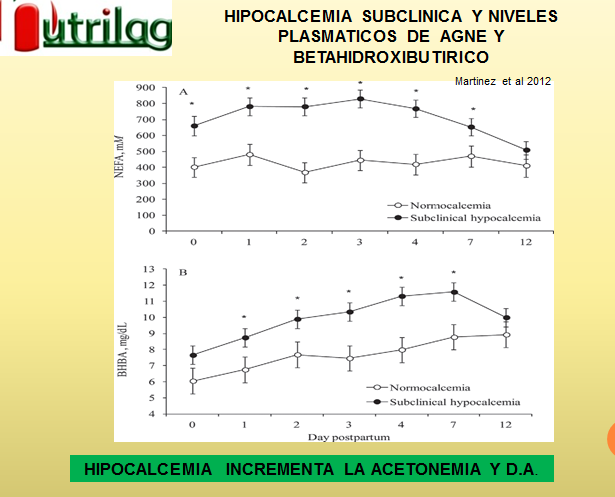 Nutrilag
HIPOCALCEMIA SUBCLINICA Y NIVELES
PLASMATICOS DE AGNE Y
BETAHIDROXIBUTIRICO
Martinez et al 2012
A
NEFA, mM
900
800
700
600
500
400
300
200
100
0
* * * * * *
Normocalcemia
Subclinical hypocalcemia
0 1 2 3 4 7 12
B
BHBA, mg/dL
13
12
11
10
9
8
7
6
5
4
* * * * *
Normocalcemia
Subclinical hypocalcemia
0 1 2 3 4 7 12
Day postpartum
HIPOCALCEMIA INCREMENTA LA ACETONEMIA Y D.A.